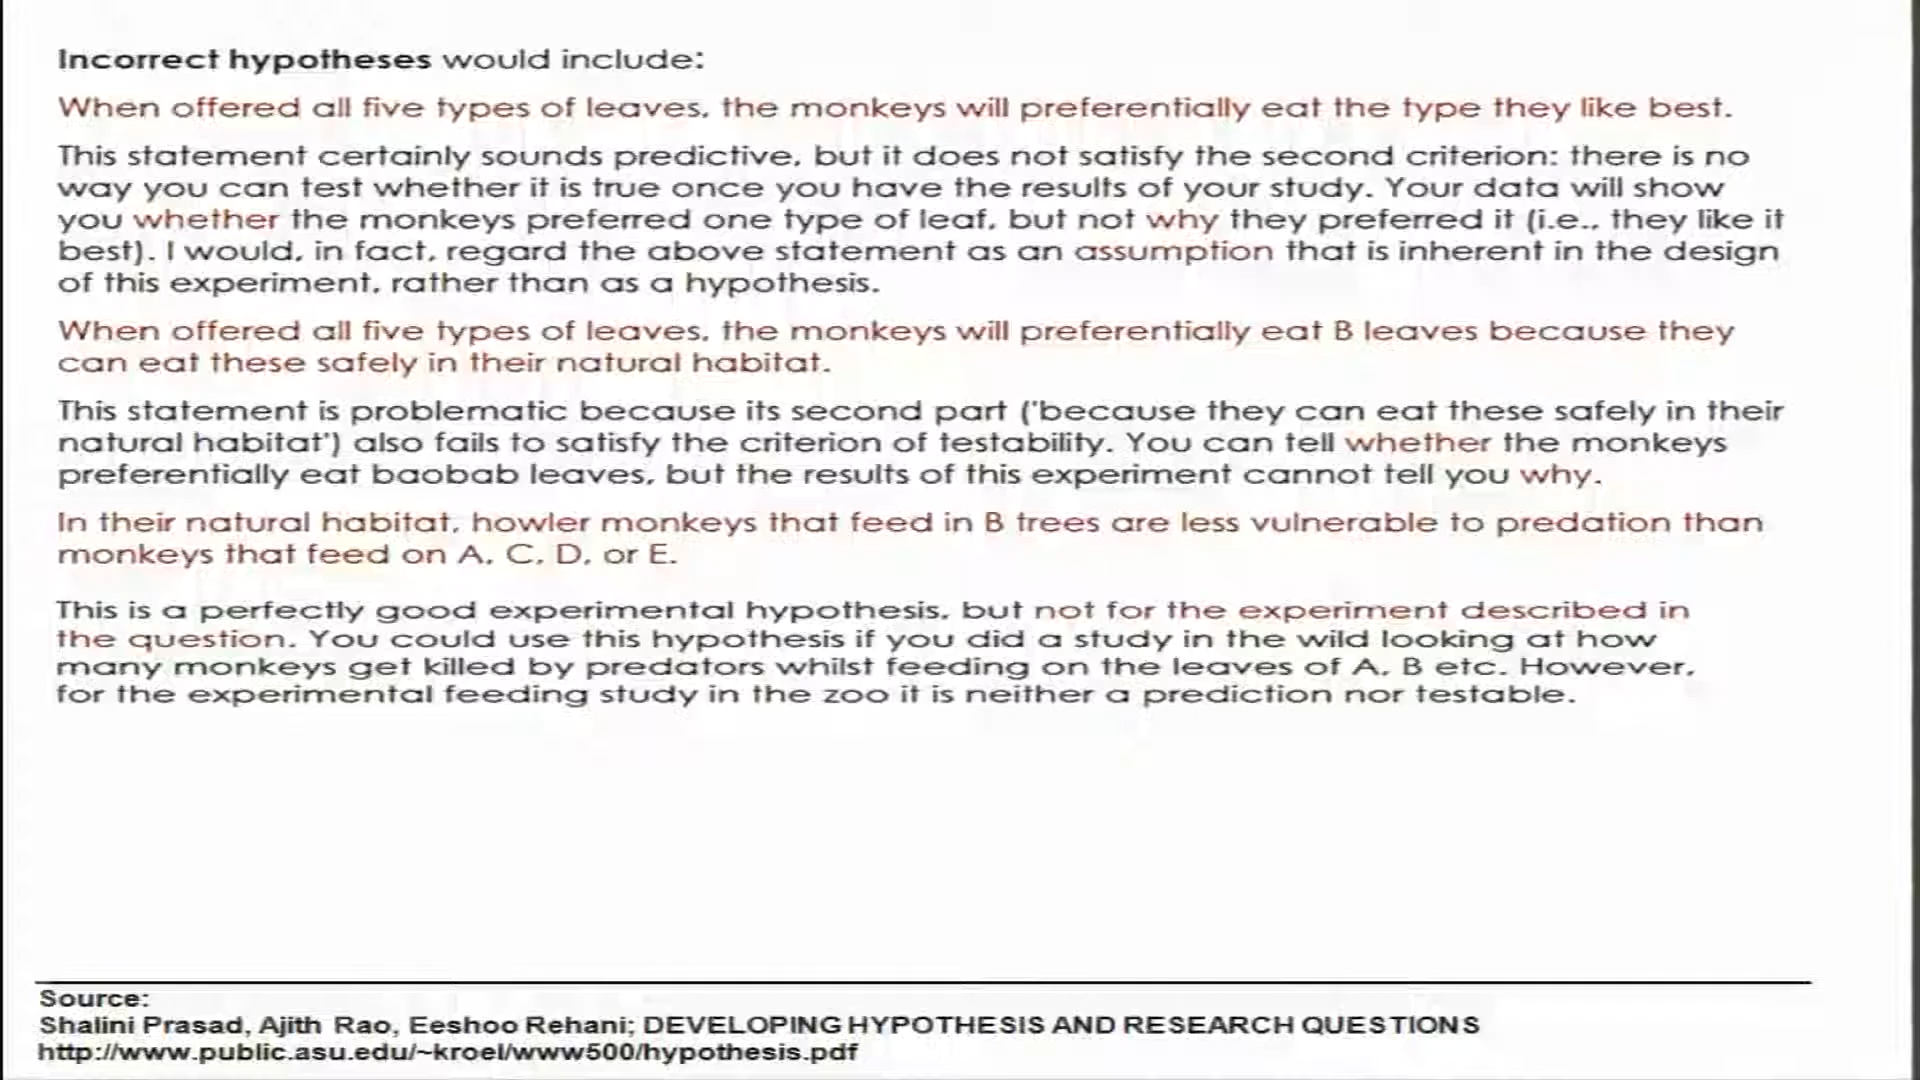 Incorrect hypotheses would include:
When offered all five types of leaves, the monkeys will preferentially eat the type they like best.
This statement certainly sounds predictive, but it does not satisfy the second criterion: there is no
way you can test whether it is true once you have the results of your study. Your data will show
you whether the monkeys preferred one type of leaf, but not why they preferred it (i.e., they like it
best). I would, in fact, regard the above statement as an assumption that is inherent in the design
of this experiment, rather than as a hypothesis.
When offered all five types of leaves, the monkeys will preferentially eat B leaves because they
can eat these safely in their natural habitat.
This statement is problematic because its second part ('because they can eat these safely in their
natural habitat') also fails to satisfy the criterion of testability. You can tell whether the monkeys
preferentially eat baobab leaves, but the results of this experiment cannot tell you why.
In their natural habitat, howler monkeys that feed in B trees are less vulnerable to predation than
monkeys that feed on A, C, D, or E.
This is a perfectly good experimental hypothesis, but not for the experiment described in
the question. You could use this hypothesis if you did a study in the wild looking at how
many monkeys get killed by predators whilst feeding on the leaves of A, B etc. However,
for the experimental feeding study in the zoo it is neither a prediction nor testable.
Source:
Shalini Prasad, Ajith Rao, Eeshoo Rehani; DEVELOPING HYPOTHESIS AND RESEARCH QUESTIONS
http://www.public.asu.edu/~kroel/www500/hypothesis.pdf